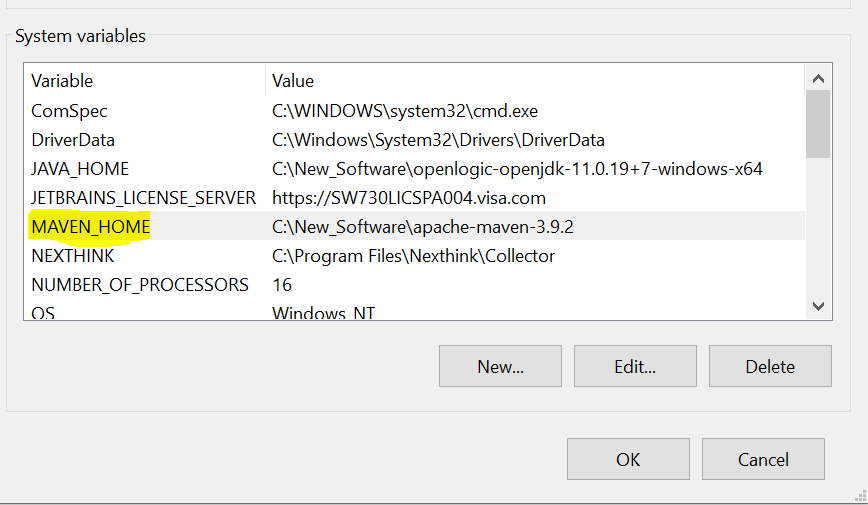 System variables
Variable Value
ComSpec C:\WINDOWS\system32\cmd.exe
DriverData C:\Windows\System32\Drivers\DriverData
JAVA_HOME C:\New_Software\openlogic-openjdk-11.0.19+7-windows-x64
JETBRAINS_LICENSE_SERVER https://SW730LICSPA004.visa.com
MAVEN_HOME C:\New_Software\apache-maven-3.9.2
NEXTHINK C:\Program Files\Nexthink\Collector
NUMBER_OF_PROCESSORS 16
OS Windows_NT
New... Edit... Delete
OK Cancel